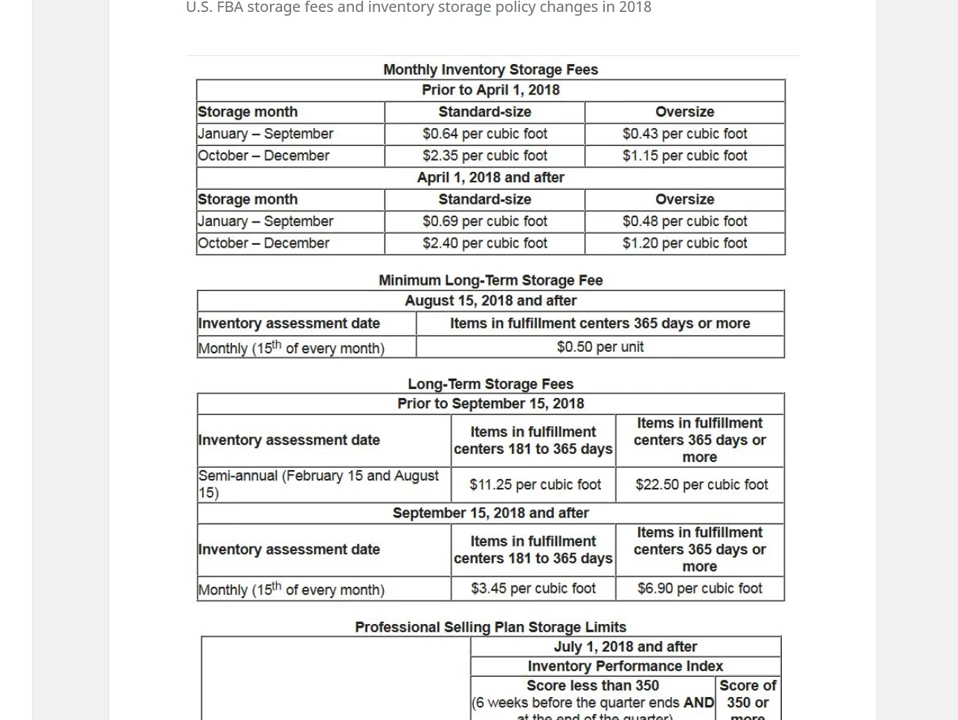 U.S. FBA storage fees and inventory storage policy changes in 2018
Monthly Inventory Storage Fees
Prior to April 1, 2018
Storage month Standard-size Oversize
January – September $0.64 per cubic foot $0.43 per cubic foot
October – December $2.35 per cubic foot $1.15 per cubic foot
April 1, 2018 and after
Storage month Standard-size Oversize
January – September $0.69 per cubic foot $0.48 per cubic foot
October – December $2.40 per cubic foot $1.20 per cubic foot
Minimum Long-Term Storage Fee
August 15, 2018 and after
Inventory assessment date Items in fulfillment centers 365 days or more
Monthly (15th of every month) $0.50 per unit
Long-Term Storage Fees
Prior to September 15, 2018
Inventory assessment date
Items in fulfillment
centers 181 to 365 days
Items in fulfillment
centers 365 days or
more
Semi-annual (February 15 and August
15)
$11.25 per cubic foot $22.50 per cubic foot
September 15, 2018 and after
Inventory assessment date
Items in fulfillment
centers 181 to 365 days
Items in fulfillment
centers 365 days or
more
Monthly (15th of every month) $3.45 per cubic foot $6.90 per cubic foot
Professional Selling Plan Storage Limits
July 1, 2018 and after
Inventory Performance Index
Score less than 350
(6 weeks before the quarter ends AND
at the end of the quarter)
Score of
350 or
more